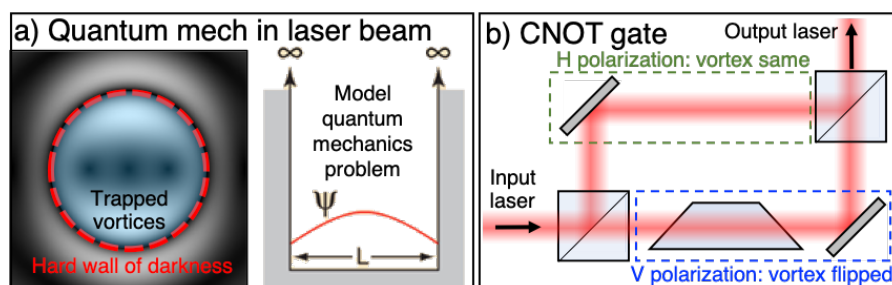 a) Quantum mech in laser beam
Trapped
vortices
Hard wall of darkness
∞ ∞
Model
quantum
mechanics
problem
Ψ
L
b) CNOT gate
Output laser
H polarization: vortex same
Input
laser
V polarization: vortex flipped